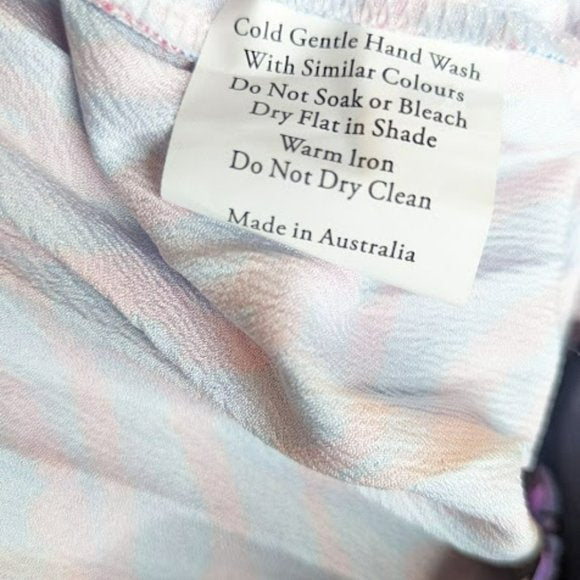 Cold Gentle Hand Wash
With Similar Colours
Do Not Soak or Bleach
Dry Flat in Shade
Warm Iron
Do Not Dry Clean
Made in Australia